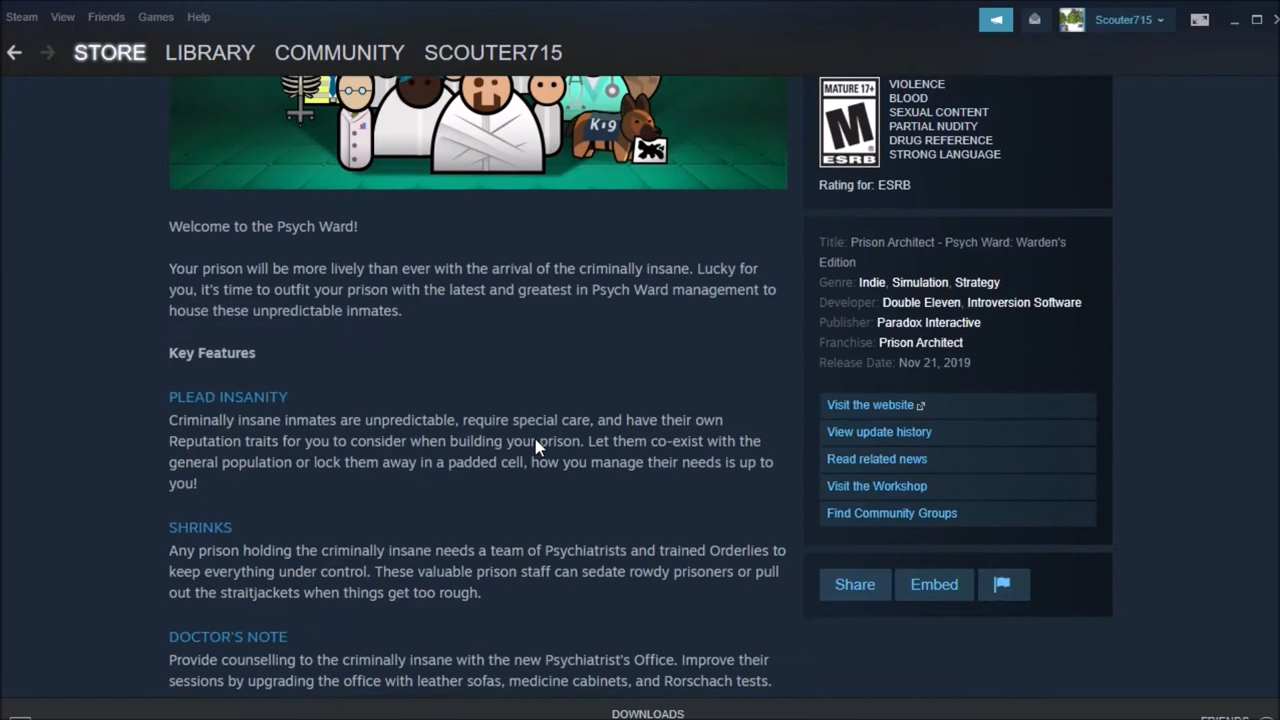 Steam View Friends Games Help
Scouter715
STORE LIBRARY COMMUNITY SCOUTER715
K-9
MATURE 17+
M
ESRB
VIOLENCE
BLOOD
SEXUAL CONTENT
PARTIAL NUDITY
DRUG REFERENCE
STRONG LANGUAGE
Rating for: ESRB
Welcome to the Psych Ward!
Your prison will be more lively than ever with the arrival of the criminally insane. Lucky for
you, it's time to outfit your prison with the latest and greatest in Psych Ward management to
house these unpredictable inmates.
Key Features
PLEAD INSANITY
Criminally insane inmates are unpredictable, require special care, and have their own
Reputation traits for you to consider when building your prison. Let them co-exist with the
general population or lock them away in a padded cell, how you manage their needs is up to
you!
SHRINKS
Any prison holding the criminally insane needs a team of Psychiatrists and trained Orderlies to
keep everything under control. These valuable prison staff can sedate rowdy prisoners or pull
out the straitjackets when things get too rough.
DOCTOR'S NOTE
Provide counselling to the criminally insane with the new Psychiatrist's Office. Improve their
sessions by upgrading the office with leather sofas, medicine cabinets, and Rorschach tests.
Title: Prison Architect - Psych Ward: Warden's
Edition
Genre: Indie, Simulation, Strategy
Developer: Double Eleven, Introversion Software
Publisher: Paradox Interactive
Franchise: Prison Architect
Release Date: Nov 21, 2019
Visit the website
View update history
Read related news
Visit the Workshop
Find Community Groups
Share Embed
DOWNLOADS
FRIENDS